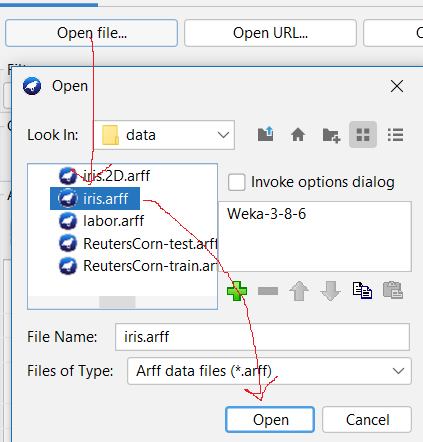 Open file... Open URL... C
Filter
Open
Look In: data
iris.2D.arff
Invoke options dialog
iris.arff
Weka-3-8-6
labor.arff
ReutersCorn-test.arff
ReutersCorn-train.arf
File Name: iris.arff
Files of Type: Arff data files (*.arff)
Open Cancel